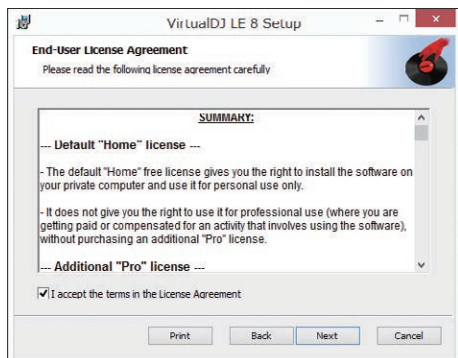 VirtualDJ LE 8 Setup
End-User License Agreement
Please read the following license agreement carefully
SUMMARY:
--- Default "Home" license ---
- The default "Home" free license gives you the right to install the software on
your private computer and use it for personal use only.
- It does not give you the right to use it for professional use (where you are
getting paid or compensated for an activity that involves using the software),
without purchasing an additional "Pro" license.
--- Additional "Pro" license ---
I accept the terms in the License Agreement
Print Back Next Cancel